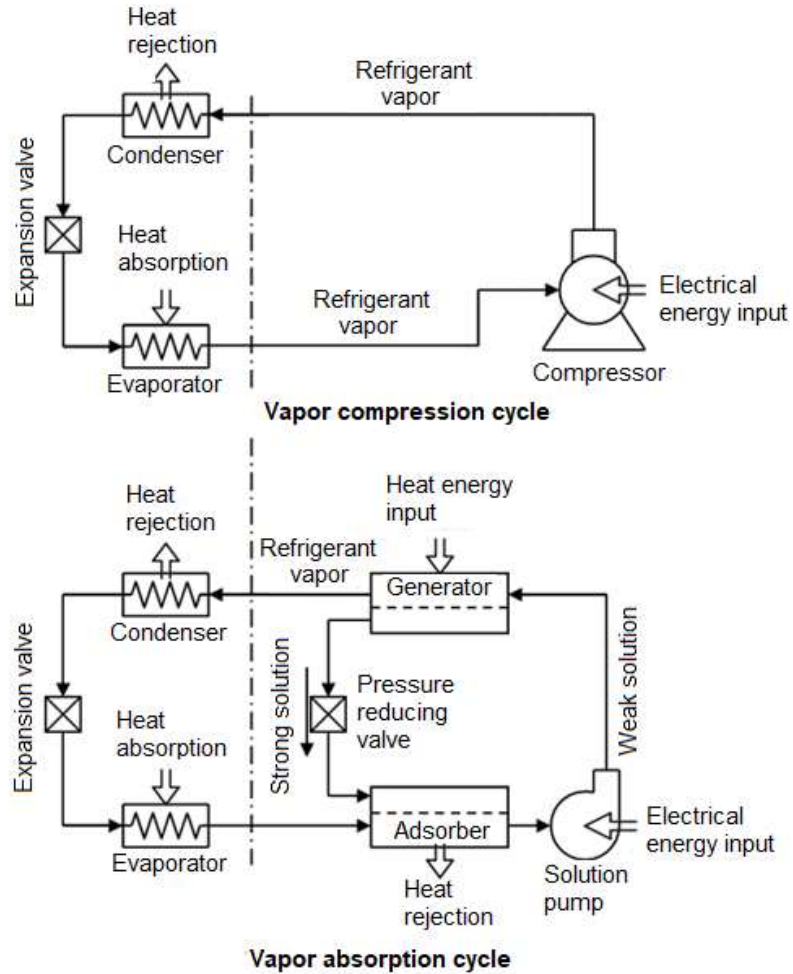 Heat
rejection
Refrigerant
vapor
Condenser
Expansion valve
Heat
absorption
Refrigerant
vapor
Electrical
energy input
Evaporator
Compressor
Vapor compression cycle
Heat
rejection
Heat energy
input
Refrigerant
vapor
Generator
Condenser
Expansion valve
Strong solution
Pressure
reducing
valve
Weak solution
Heat
absorption
Adsorber
Electrical
energy input
Evaporator
Heat
rejection
Solution
pump
Vapor absorption cycle